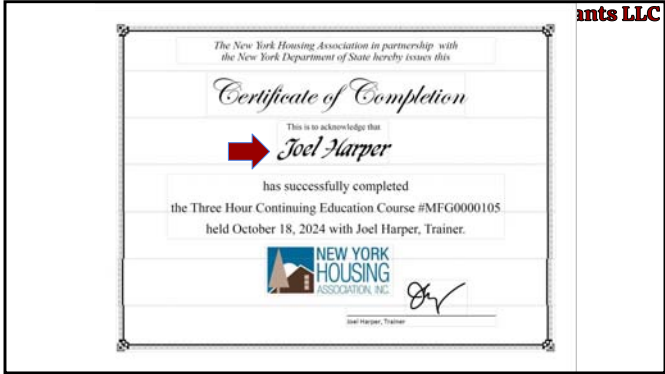 ants LLC
The New York Housing Association in partnership with
the New York Department of State hereby issues this
Certificate of Completion
This is to acknowledge that
Joel Harper
has successfully completed
the Three Hour Continuing Education Course #MFG0000105
held October 18, 2024 with Joel Harper, Trainer.
NEW YORK
HOUSING
ASSOCIATION, INC.
Joel Harper, Trainer